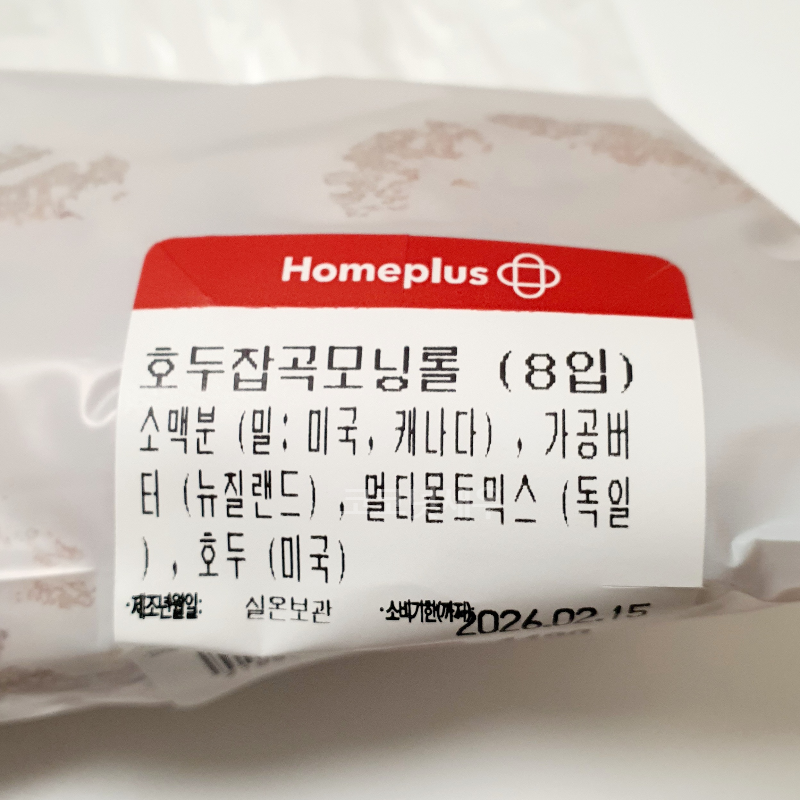 Homeplus
호두잡곡모닝롤 (8입)
소맥분 (밀: 미국, 캐나다) , 가공버
터 (뉴질랜드) , 멀티몰트믹스 (독일
) , 호두 (미국)
·제조년월일: 실온보관 ·소비기한(까지): 2026.02.15